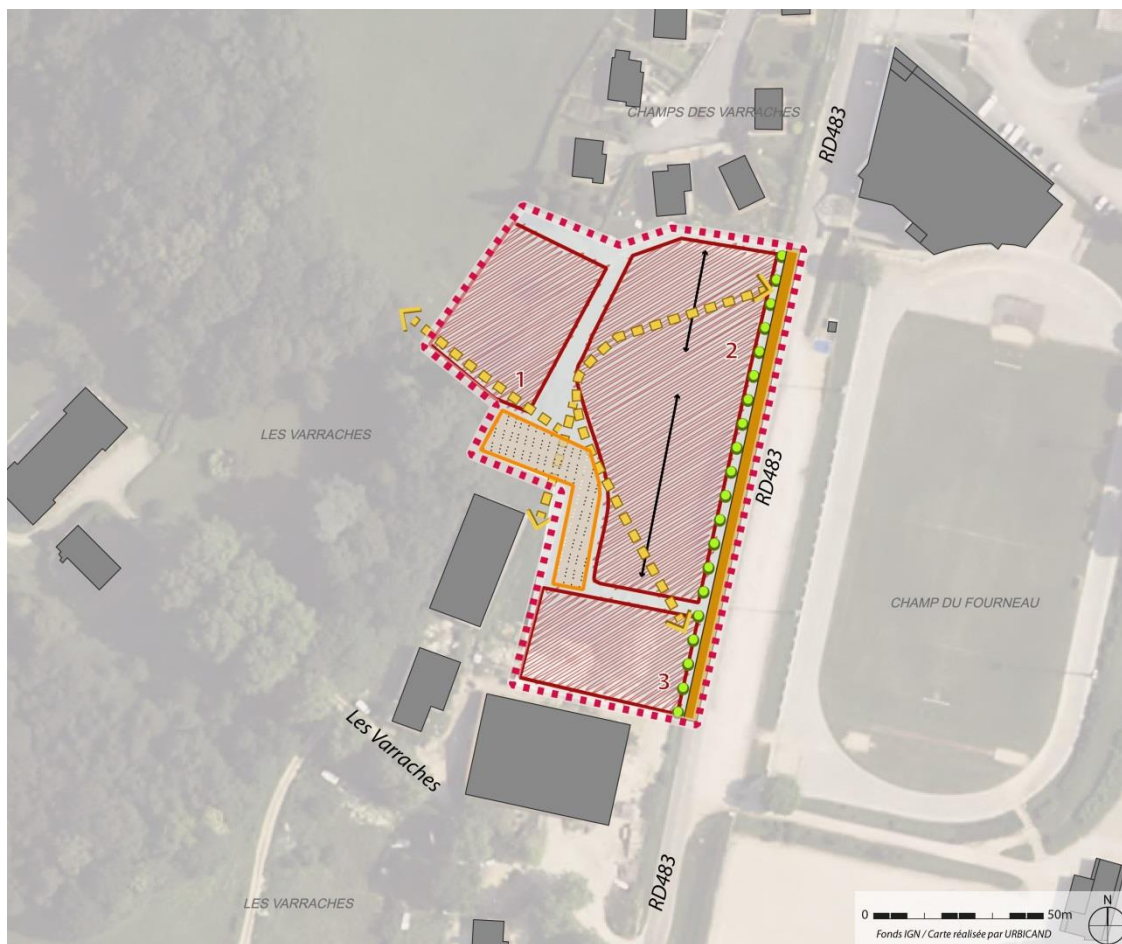 CHAMPS DES VARRACHES
RD483
1
2
LES VARRACHES
RD483
CHAMP DU FOURNEAU
3
Les Varraches
RD483
LES VARRACHES
0 50m
N
Fonds IGN / Carte réalisée par URBICAND